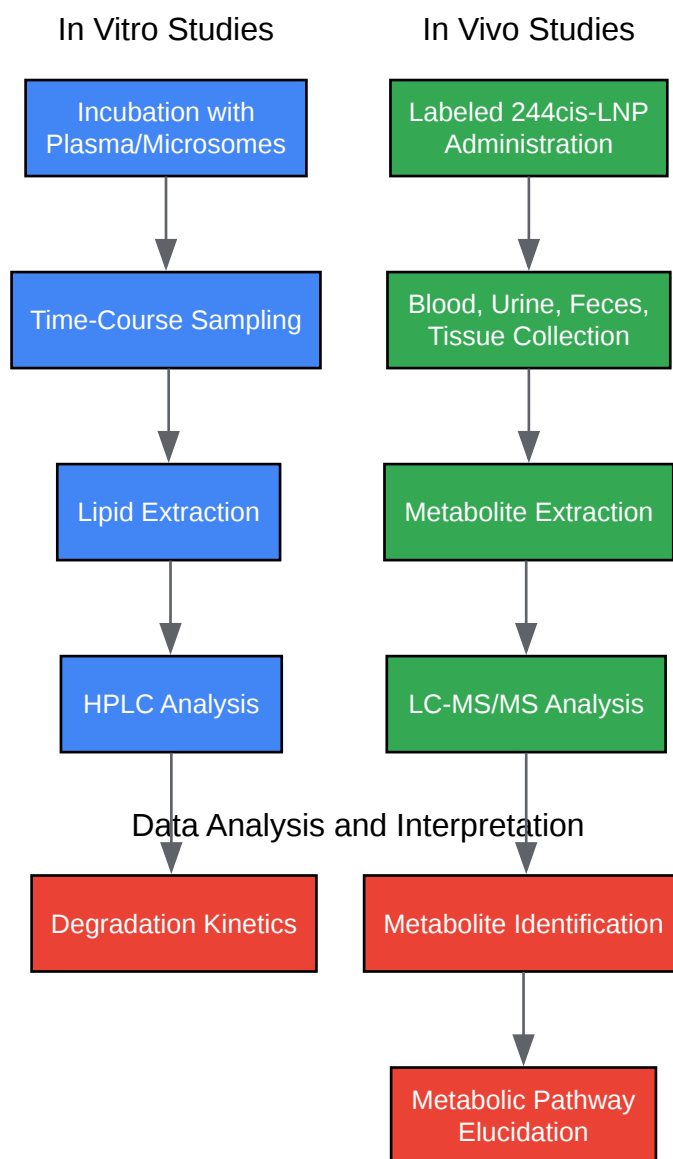 In Vitro Studies
In Vivo Studies
Incubation with
Plasma/Microsomes
Labeled 244cis-LNP
Administration
Time-Course Sampling
Blood, Urine, Feces,
Tissue Collection
Lipid Extraction
Metabolite Extraction
HPLC Analysis
LC-MS/MS Analysis
Data Analysis and Interpretation
Degradation Kinetics
Metabolite Identification
Metabolic Pathway
Elucidation